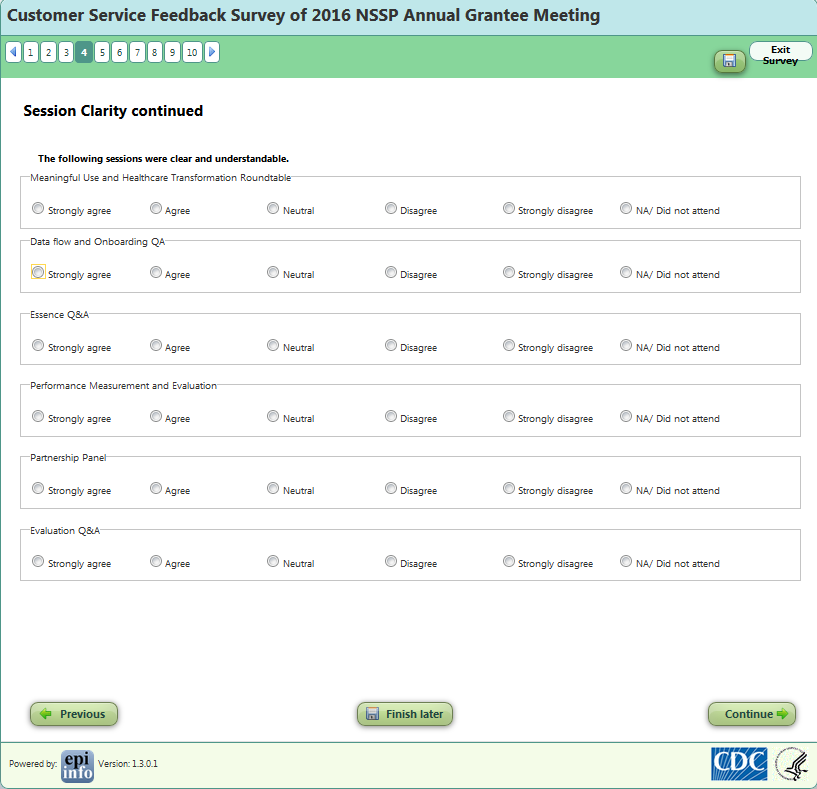 Customer Service Feedback Survey of 2016 NSSP Annual Grantee Meeting
1 2 3 4 5 6 7 8 9 10
Exit
Survey
Session Clarity continued
The following sessions were clear and understandable.
Meaningful Use and Healthcare Transformation Roundtable
Strongly agree Agree Neutral Disagree Strongly disagree NA/ Did not attend
Data flow and Onboarding QA
Strongly agree Agree Neutral Disagree Strongly disagree NA/ Did not attend
Essence Q&A
Strongly agree Agree Neutral Disagree Strongly disagree NA/ Did not attend
Performance Measurement and Evaluation
Strongly agree Agree Neutral Disagree Strongly disagree NA/ Did not attend
Partnership Panel
Strongly agree Agree Neutral Disagree Strongly disagree NA/ Did not attend
Evaluation Q&A
Strongly agree Agree Neutral Disagree Strongly disagree NA/ Did not attend
Previous Finish later Continue
Powered by: epi info Version: 1.3.0.1 CDC